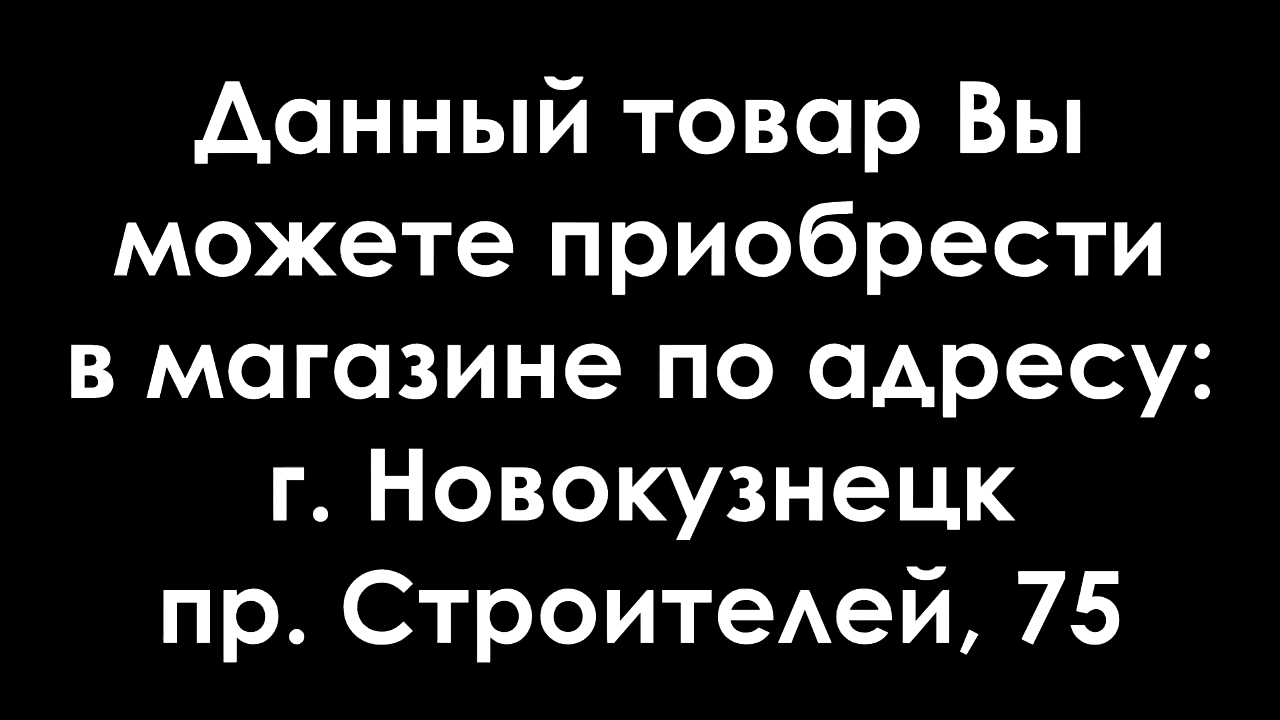 Данный товар Вы
можете приобрести
в магазине по адресу:
г. Новокузнецк
пр. Строителей, 75